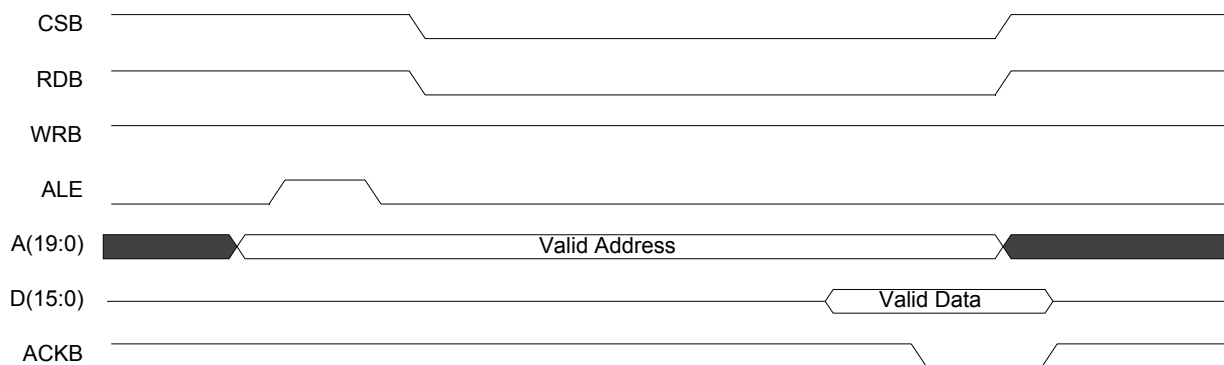 CSB
RDB
WRB
ALE
A(19:0)
Valid Address
D(15:0)
Valid Data
ACKB